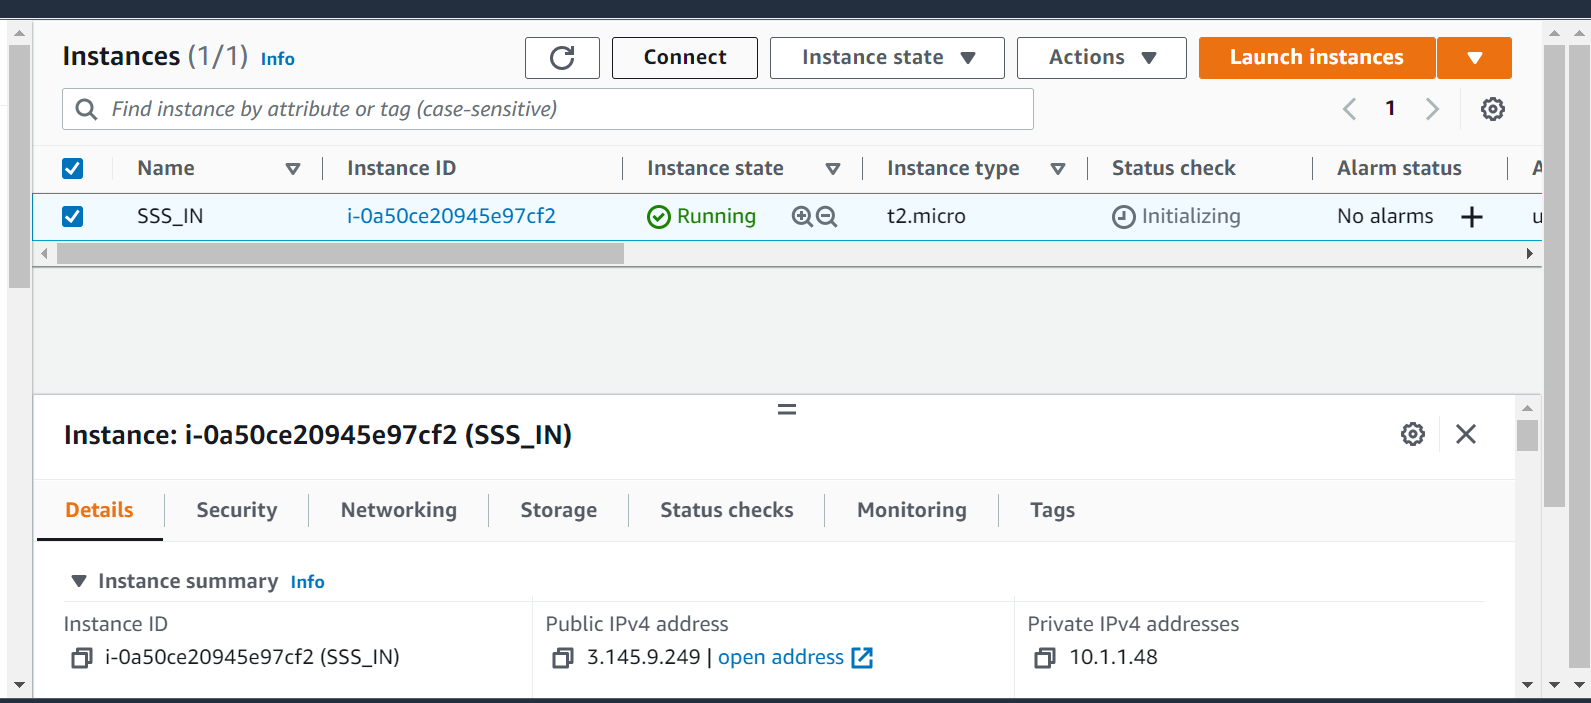 Instances (1/1) Info Connect Instance state Actions Launch instances
Find instance by attribute or tag (case-sensitive) 1
Name Instance ID Instance state Instance type Status check Alarm status
SSS_IN i-0a50ce20945e97cf2 Running t2.micro Initializing No alarms
Instance: i-0a50ce20945e97cf2 (SSS_IN)
Details Security Networking Storage Status checks Monitoring Tags
Instance summary Info
Instance ID Public IPv4 address Private IPv4 addresses
i-0a50ce20945e97cf2 (SSS_IN) 3.145.9.249 | open address 10.1.1.48